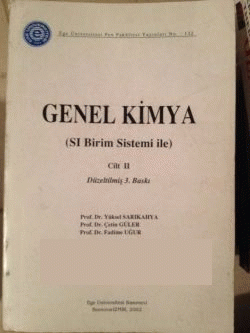 Ege Üniversitesi Fen Fakültesi Yayınları No. : 132
GENEL KİMYA
(SI Birim Sistemi ile)
Cilt II
Düzeltilmiş 3. Baskı
Prof. Dr. Yüksel SARIKAHYA
Prof. Dr. Çetin GÜLER
Prof. Dr. Fadime UĞUR
Ege Üniversitesi Basımevi
Bornova-İZMİR, 2002